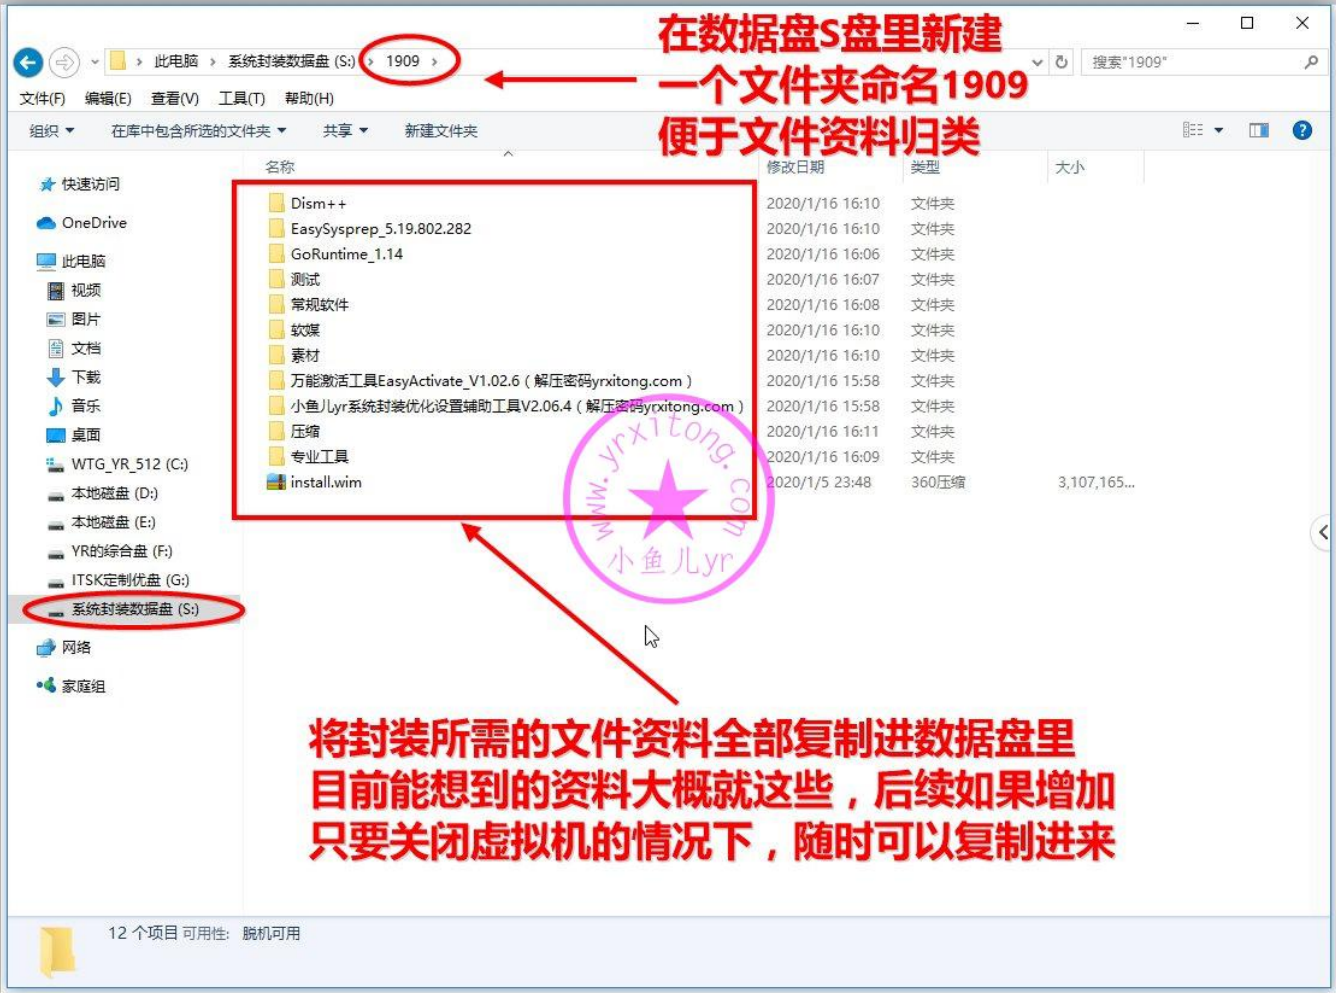 在数据盘S盘里新建
一个文件夹命名1909
便于文件资料归类
此电脑 系统封装数据盘 (S:) 1909
搜索"1909"
文件(F) 编辑(E) 查看(V) 工具(T) 帮助(H)
组织 在库中包含所选的文件夹 共享 新建文件夹
名称 修改日期 类型 大小
快速访问
OneDrive
此电脑
视频
图片
文档
下载
音乐
桌面
WTG_YR_512 (C:)
本地磁盘 (D:)
本地磁盘 (E:)
YR的综合盘 (F:)
ITSK定制优盘 (G:)
系统封装数据盘 (S:)
网络
家庭组
Dism++ 2020/1/16 16:10 文件夹
EasySysprep_5.19.802.282 2020/1/16 16:10 文件夹
GoRuntime_1.14 2020/1/16 16:06 文件夹
测试 2020/1/16 16:07 文件夹
常规软件 2020/1/16 16:08 文件夹
软媒 2020/1/16 16:10 文件夹
素材 2020/1/16 16:10 文件夹
万能激活工具EasyActivate_V1.02.6（解压密码yrxitong.com） 2020/1/16 15:58 文件夹
小鱼儿yr系统封装优化设置辅助工具V2.06.4（解压密码yrxitong.com） 2020/1/16 15:58 文件夹
压缩 2020/1/16 16:11 文件夹
专业工具 2020/1/16 16:09 文件夹
install.wim 2020/1/5 23:48 360压缩 3,107,165...
www.yrxitong.com
小鱼儿yr
将封装所需的文件资料全部复制进数据盘里
目前能想到的资料大概就这些，后续如果增加
只要关闭虚拟机的情况下，随时可以复制进来
12 个项目 可用性: 脱机可用